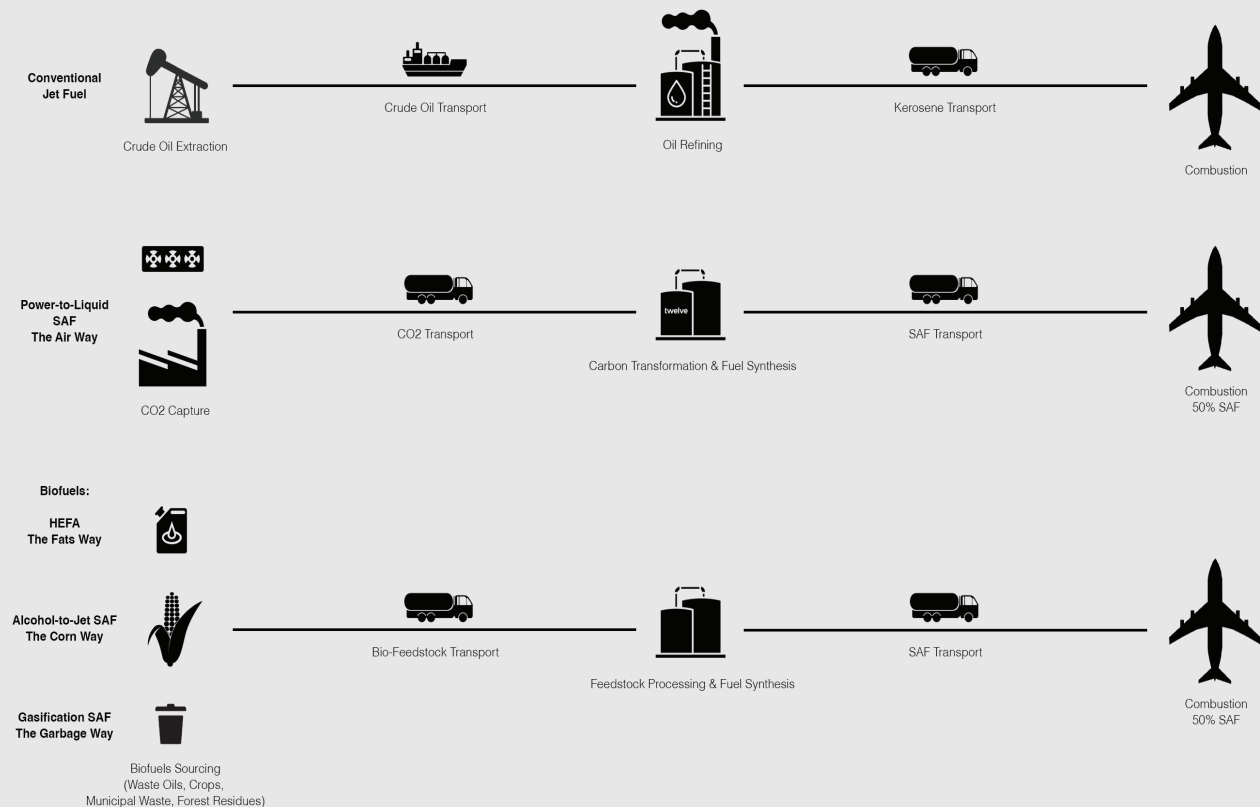 Conventional
Jet Fuel
Crude Oil Extraction
Crude Oil Transport
Oil Refining
Kerosene Transport
Combustion
Power-to-Liquid
SAF
The Air Way
CO2 Capture
CO2 Transport
twelve
Carbon Transformation & Fuel Synthesis
SAF Transport
Combustion
50% SAF
Biofuels:
HEFA
The Fats Way
Alcohol-to-Jet SAF
The Corn Way
Gasification SAF
The Garbage Way
Biofuels Sourcing
(Waste Oils, Crops,
Municipal Waste, Forest Residues)
Bio-Feedstock Transport
Feedstock Processing & Fuel Synthesis
SAF Transport
Combustion
50% SAF